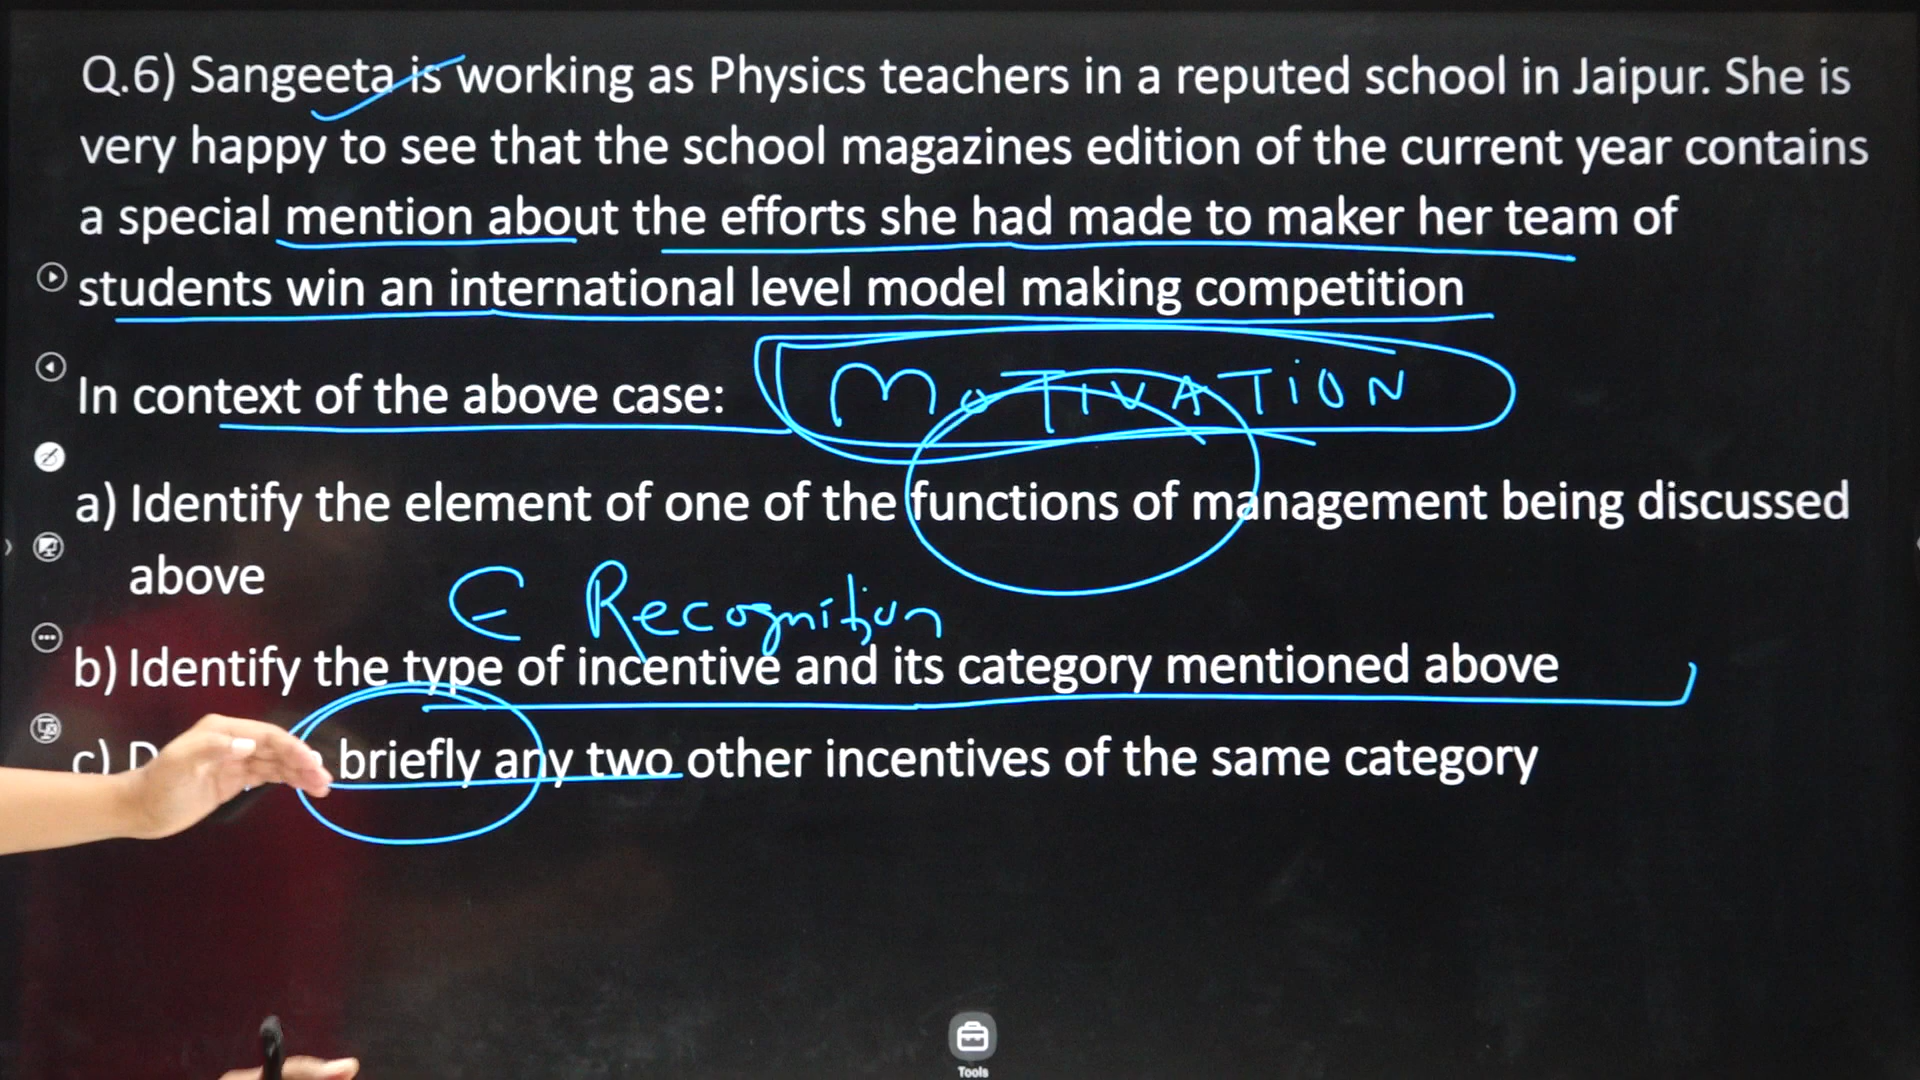 Q.6) Sangeeta is working as Physics teachers in a reputed school in Jaipur. She is
very happy to see that the school magazines edition of the current year contains
a special mention about the efforts she had made to maker her team of
students win an international level model making competition
MOTIVATION
In context of the above case:
a) Identify the element of one of the functions of management being discussed
above
E Recognition
b) Identify the type of incentive and its category mentioned above
c) briefly any two other incentives of the same category
Tools